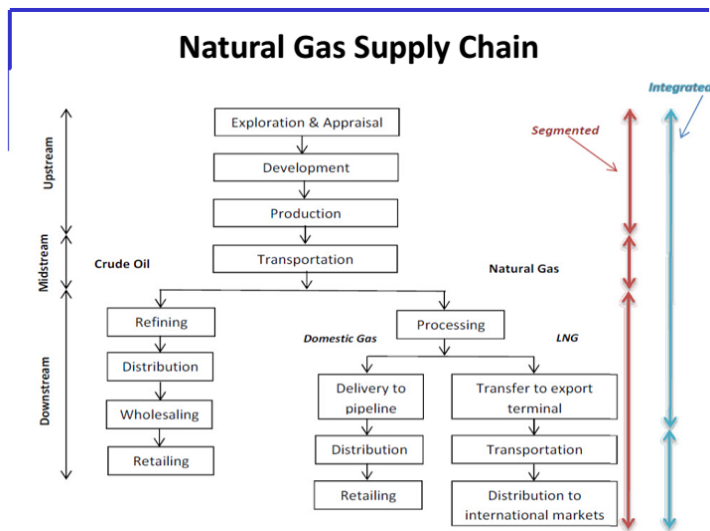 Natural Gas Supply Chain
Integrated
Segmented
Upstream
Midstream
Downstream
Exploration & Appraisal
Development
Production
Transportation
Crude Oil
Natural Gas
Refining
Processing
Domestic Gas
LNG
Distribution
Wholesaling
Retailing
Delivery to
pipeline
Distribution
Retailing
Transfer to export
terminal
Transportation
Distribution to
international markets